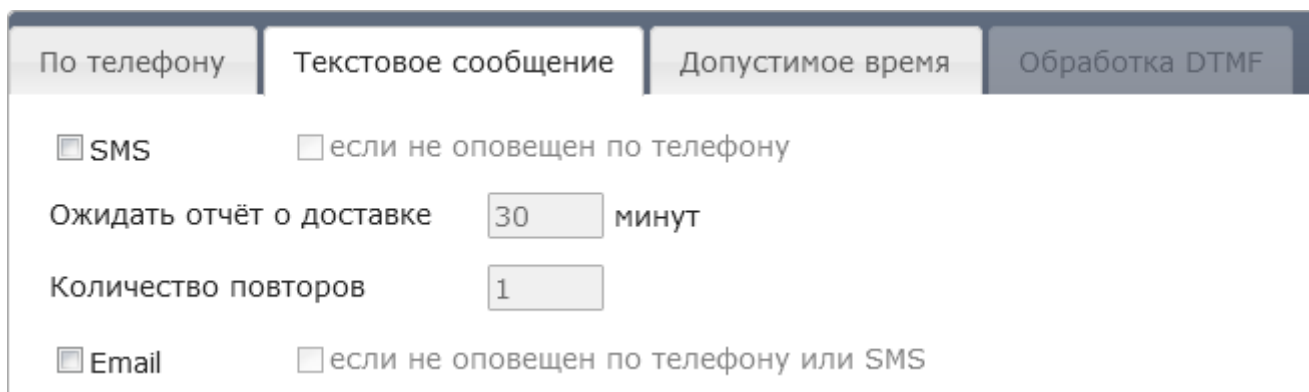 По телефону Текстовое сообщение Допустимое время Обработка DTMF
SMS если не оповещен по телефону
Ожидать отчёт о доставке 30 минут
Количество повторов 1
Email если не оповещен по телефону или SMS